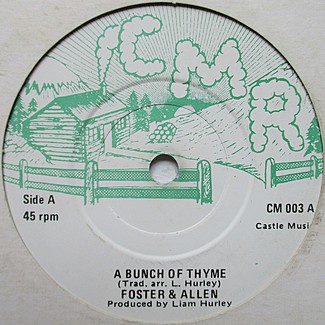 CMR
Side A
45 rpm
CM 003 A
Castle Musi
A BUNCH OF THYME
(Trad. arr. L. Hurley)
FOSTER & ALLEN
Produced by Liam Hurley